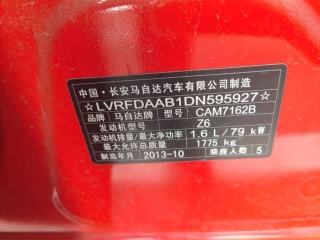 中国·长安马自达汽车有限公司制造
☆LVRFDAAB1DN595927☆
品牌 马自达牌 型号 CAM7162B
发动机型号 Z6
发动机排量/最大净功率 1.6 L/79 kW
最大允许总质量 1775 kg
制造年月 2013-10 乘座人数 5